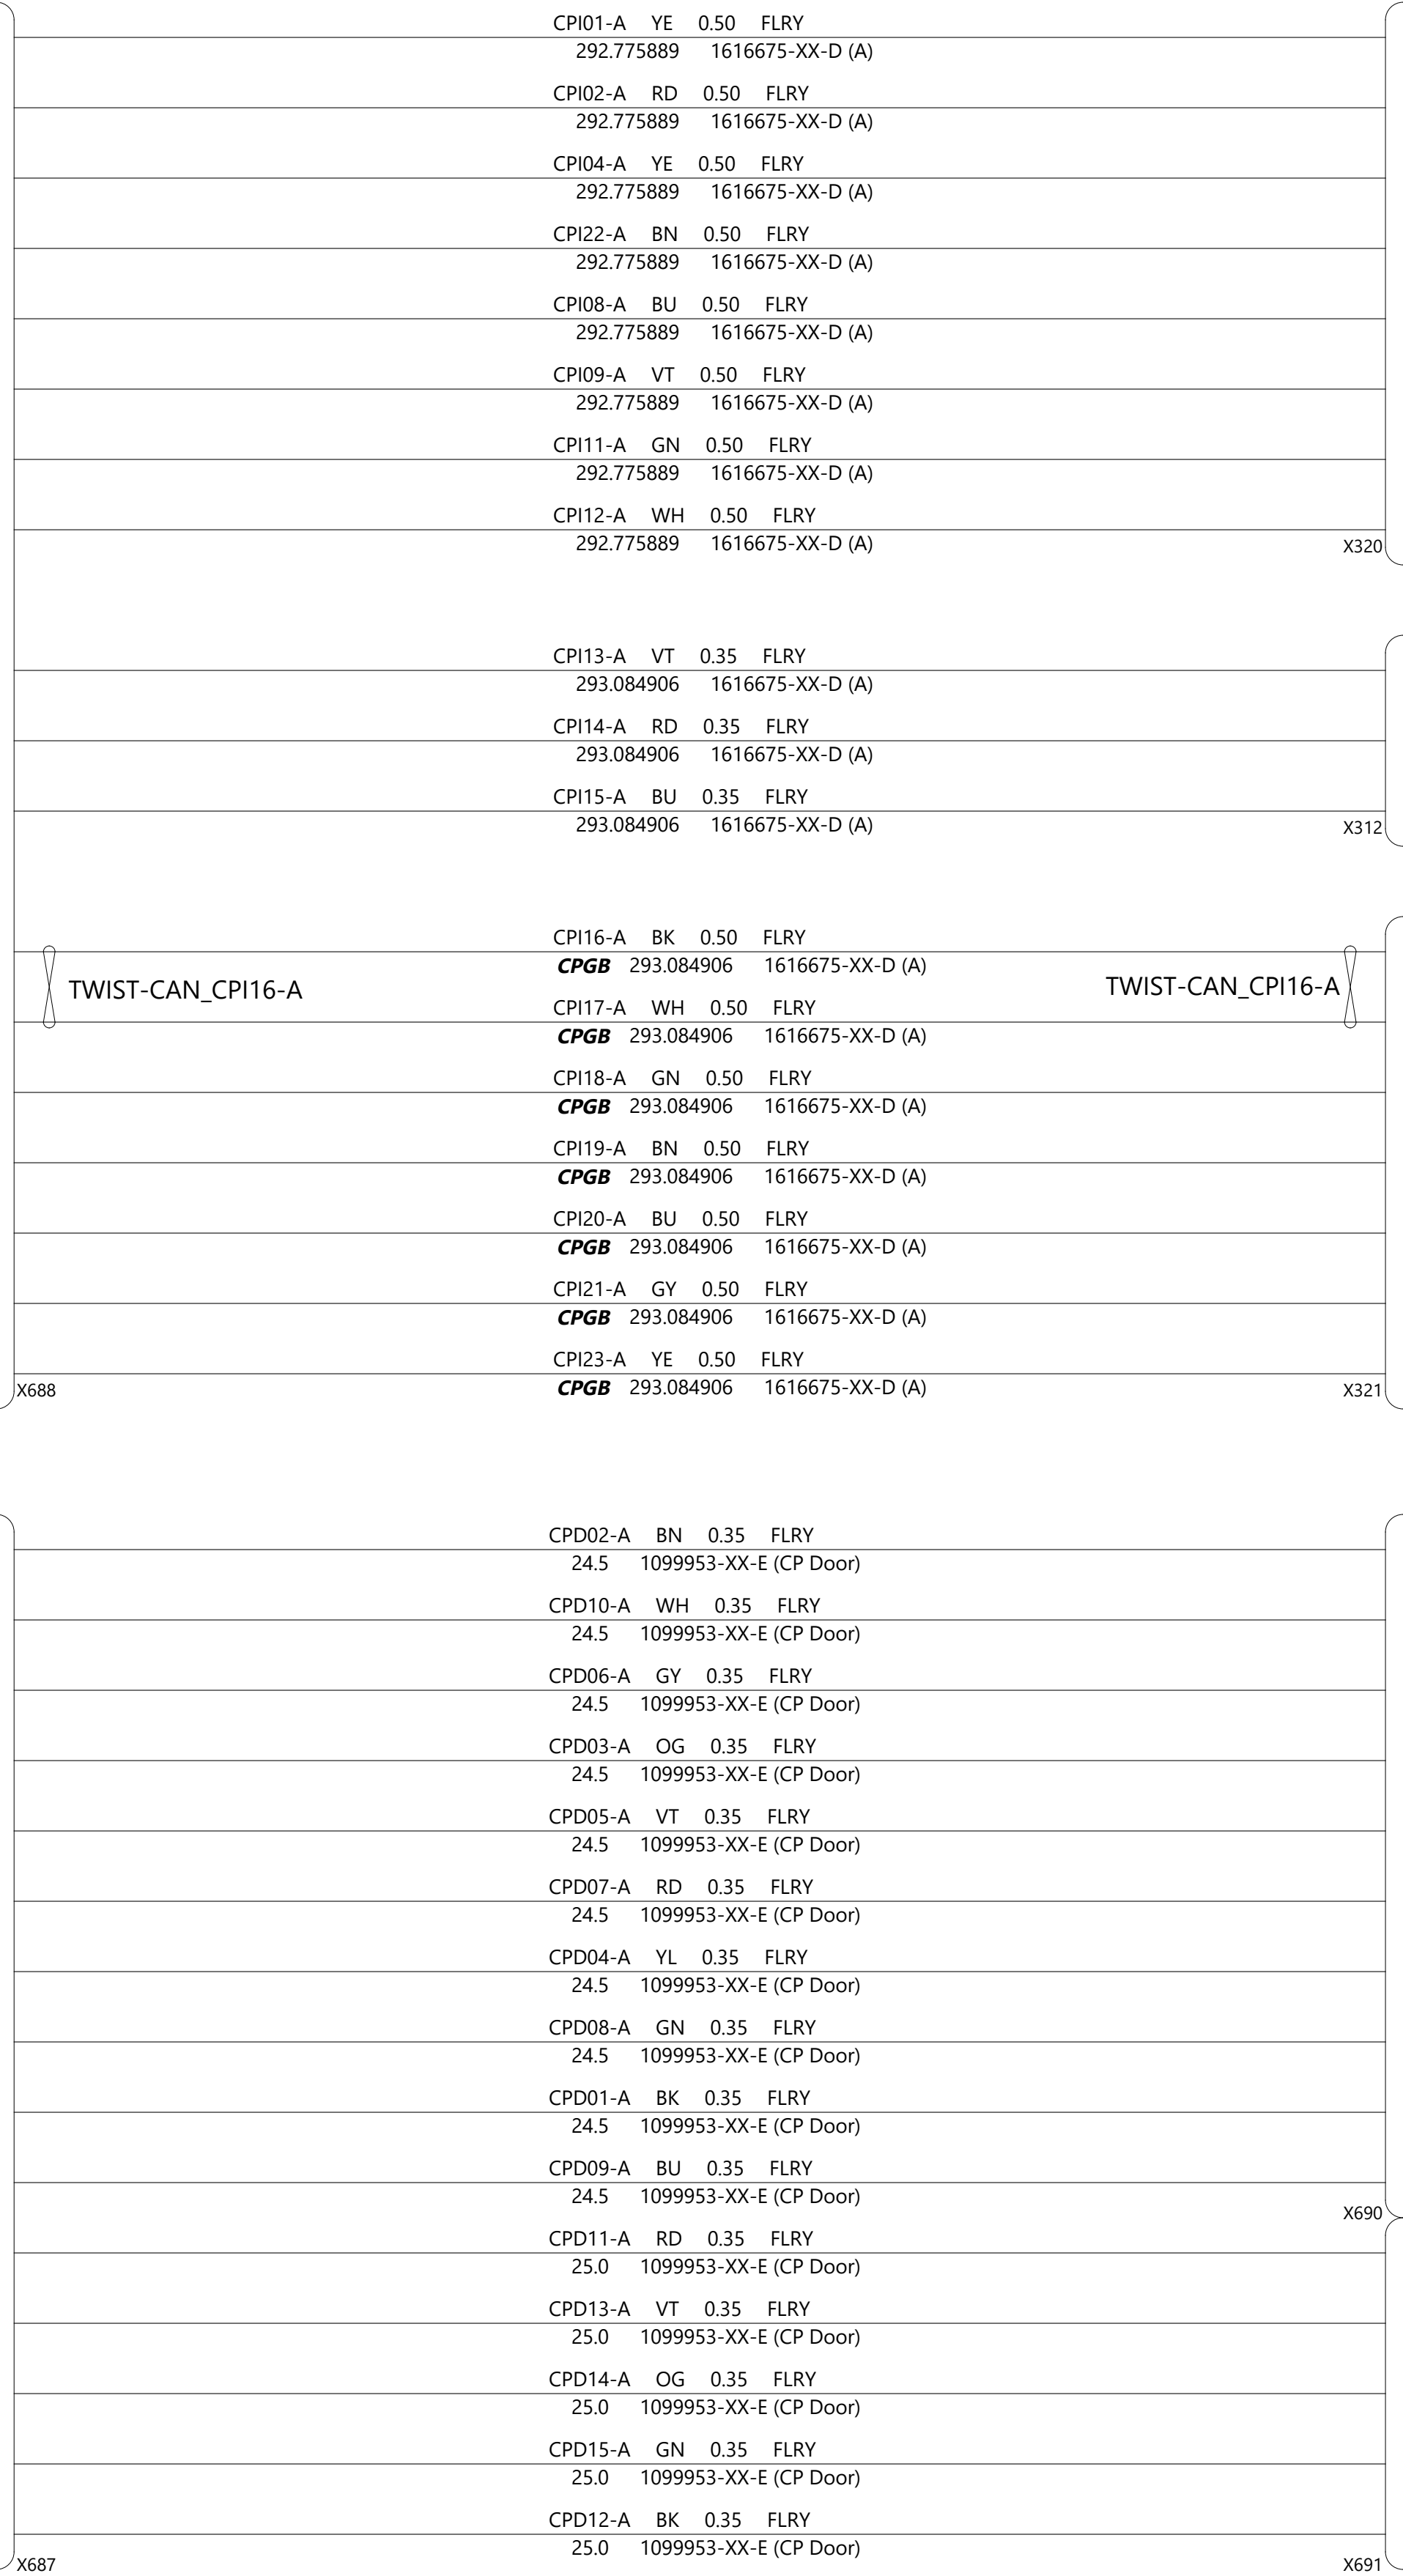 CPI01-A YE 0.50 FLRY
292.775889 1616675-XX-D (A)
CPI02-A RD 0.50 FLRY
292.775889 1616675-XX-D (A)
CPI04-A YE 0.50 FLRY
292.775889 1616675-XX-D (A)
CPI22-A BN 0.50 FLRY
292.775889 1616675-XX-D (A)
CPI08-A BU 0.50 FLRY
292.775889 1616675-XX-D (A)
CPI09-A VT 0.50 FLRY
292.775889 1616675-XX-D (A)
CPI11-A GN 0.50 FLRY
292.775889 1616675-XX-D (A)
CPI12-A WH 0.50 FLRY
292.775889 1616675-XX-D (A)
X320
CPI13-A VT 0.35 FLRY
293.084906 1616675-XX-D (A)
CPI14-A RD 0.35 FLRY
293.084906 1616675-XX-D (A)
CPI15-A BU 0.35 FLRY
293.084906 1616675-XX-D (A)
X312
CPI16-A BK 0.50 FLRY
CPGB 293.084906 1616675-XX-D (A)
TWIST-CAN_CPI16-A TWIST-CAN_CPI16-A
CPI17-A WH 0.50 FLRY
CPGB 293.084906 1616675-XX-D (A)
CPI18-A GN 0.50 FLRY
CPGB 293.084906 1616675-XX-D (A)
CPI19-A BN 0.50 FLRY
CPGB 293.084906 1616675-XX-D (A)
CPI20-A BU 0.50 FLRY
CPGB 293.084906 1616675-XX-D (A)
CPI21-A GY 0.50 FLRY
CPGB 293.084906 1616675-XX-D (A)
CPI23-A YE 0.50 FLRY
X688 CPGB 293.084906 1616675-XX-D (A) X321
CPD02-A BN 0.35 FLRY
24.5 1099953-XX-E (CP Door)
CPD10-A WH 0.35 FLRY
24.5 1099953-XX-E (CP Door)
CPD06-A GY 0.35 FLRY
24.5 1099953-XX-E (CP Door)
CPD03-A OG 0.35 FLRY
24.5 1099953-XX-E (CP Door)
CPD05-A VT 0.35 FLRY
24.5 1099953-XX-E (CP Door)
CPD07-A RD 0.35 FLRY
24.5 1099953-XX-E (CP Door)
CPD04-A YL 0.35 FLRY
24.5 1099953-XX-E (CP Door)
CPD08-A GN 0.35 FLRY
24.5 1099953-XX-E (CP Door)
CPD01-A BK 0.35 FLRY
24.5 1099953-XX-E (CP Door)
CPD09-A BU 0.35 FLRY
24.5 1099953-XX-E (CP Door)
X690
CPD11-A RD 0.35 FLRY
25.0 1099953-XX-E (CP Door)
CPD13-A VT 0.35 FLRY
25.0 1099953-XX-E (CP Door)
CPD14-A OG 0.35 FLRY
25.0 1099953-XX-E (CP Door)
CPD15-A GN 0.35 FLRY
25.0 1099953-XX-E (CP Door)
CPD12-A BK 0.35 FLRY
25.0 1099953-XX-E (CP Door)
X687 X691